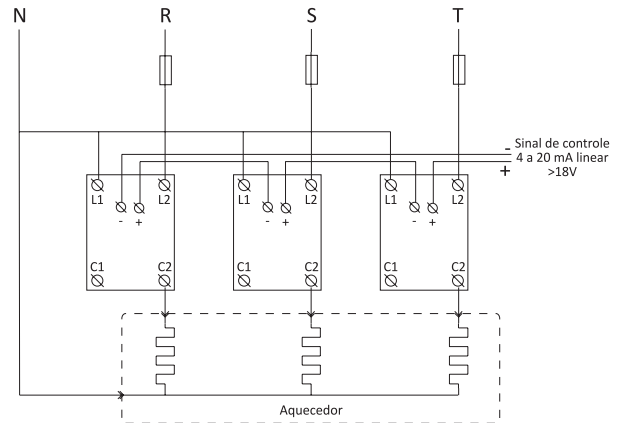 N R S T
- Sinal de controle
4 a 20 mA linear
+ >18V
L1 L2 L1 L2 L1 L2
- + - + - +
C1 C2 C1 C2 C1 C2
Aquecedor